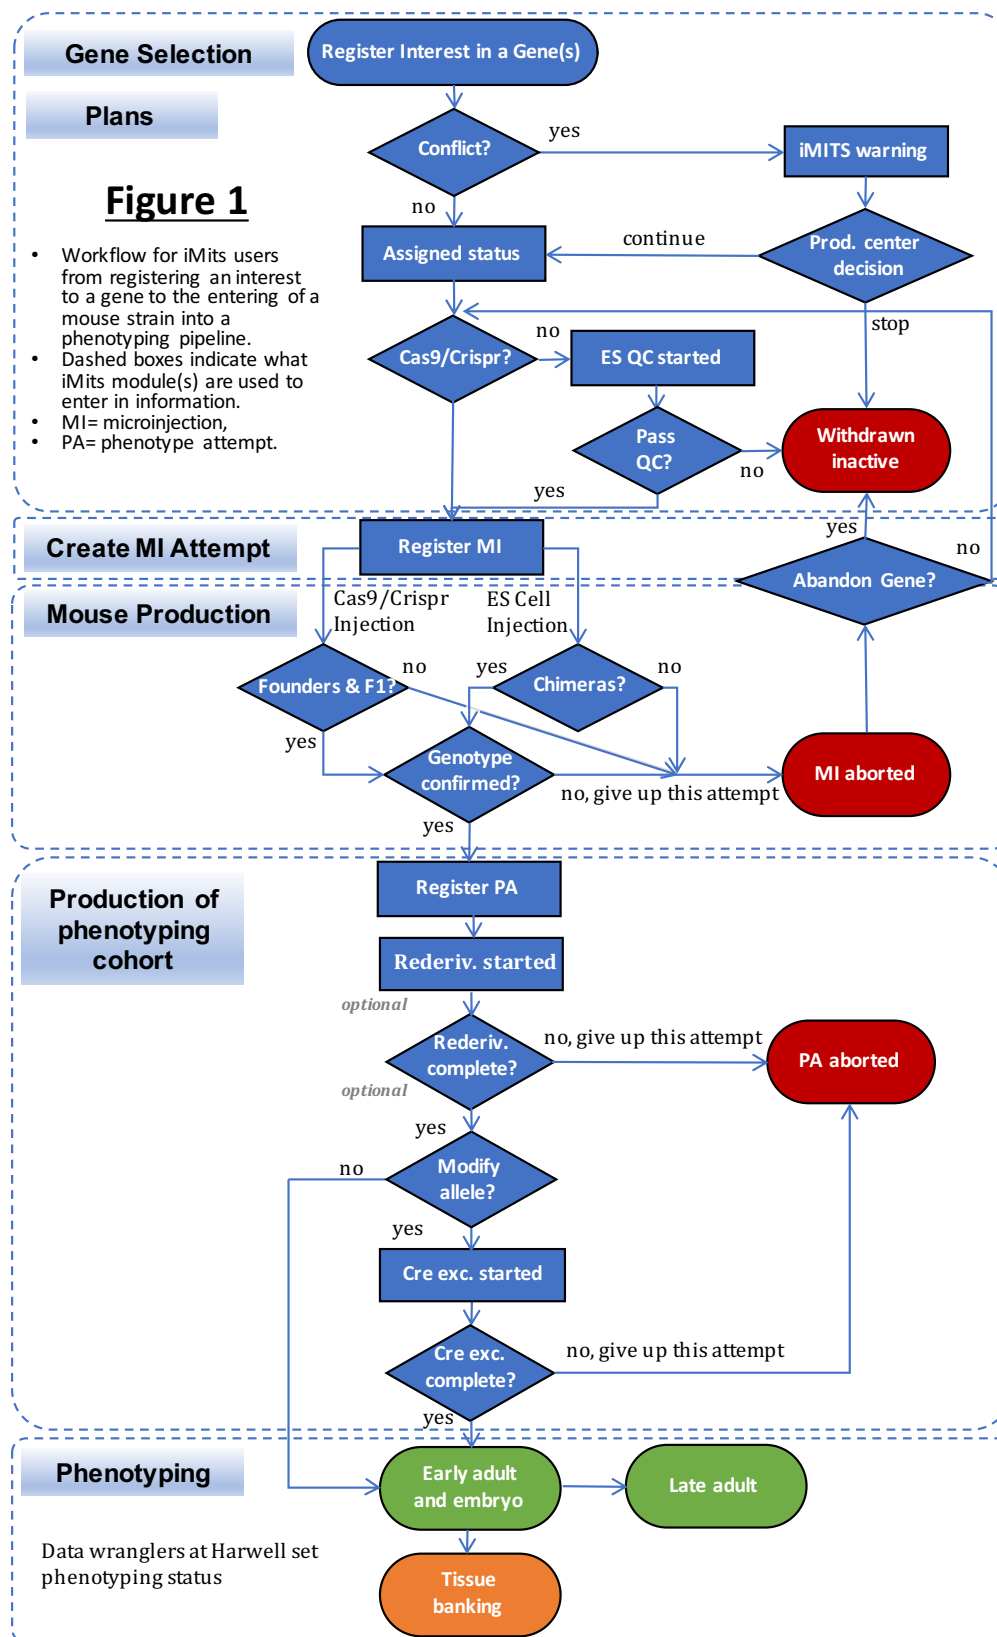 Gene Selection
Register Interest in a Gene(s)
Plans
yes
Conflict?
iMITS warning
Figure 1
no
• Workflow for iMits users
from registering an interest
to a gene to the entering of a
mouse strain into a
phenotyping pipeline.
• Dashed boxes indicate what
iMits module(s) are used to
enter in information.
• MI= microinjection,
• PA= phenotype attempt.
Assigned status
continue
Prod. center
decision
stop
Cas9/Crispr?
no
ES QC started
Pass
QC?
no
yes
Withdrawn
inactive
Create MI Attempt
Register MI
yes
no
Abandon Gene?
Mouse Production
Cas9/Crispr
Injection
ES Cell
Injection
Founders & F1?
no
yes
Chimeras?
no
yes
Genotype
confirmed?
no, give up this attempt
MI aborted
yes
Production of
phenotyping
cohort
Register PA
Rederiv. started
optional
Rederiv.
complete?
no, give up this attempt
PA aborted
optional
yes
no
Modify
allele?
yes
Cre exc. started
Cre exc.
complete?
no, give up this attempt
yes
Phenotyping
Early adult
and embryo
Late adult
Data wranglers at Harwell set
phenotyping status
Tissue
banking